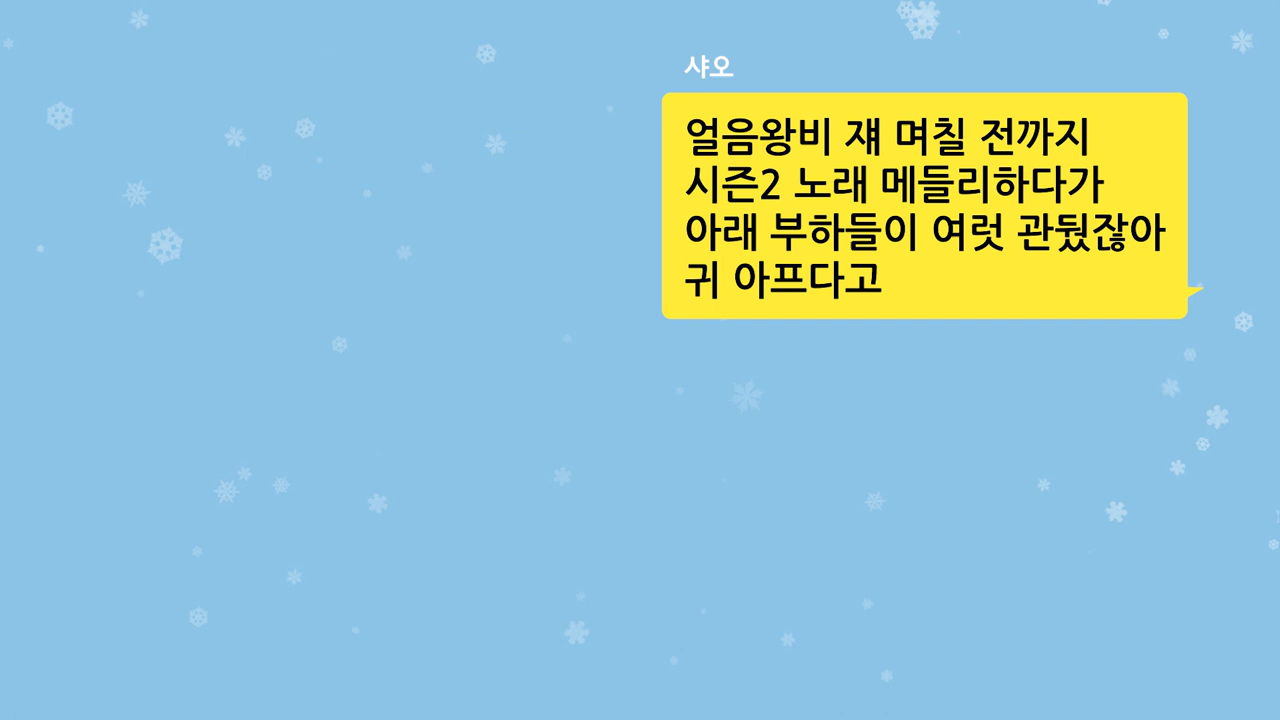 샤오
얼음왕비 쟤 며칠 전까지
시즌2 노래 메들리하다가
아래 부하들이 여럿 관뒀잖아
귀 아프다고